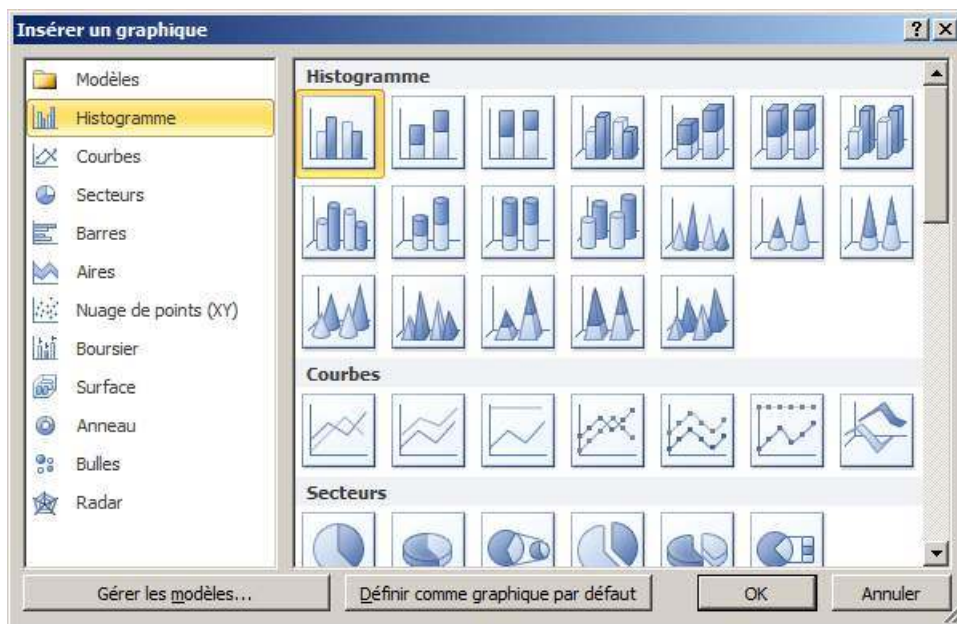 Insérer un graphique
Modèles
Histogramme
Courbes
Secteurs
Barres
Aires
Nuage de points (XY)
Boursier
Surface
Anneau
Bulles
Radar
Histogramme
Courbes
Secteurs
Gérer les modèles...
Définir comme graphique par défaut
OK
Annuler